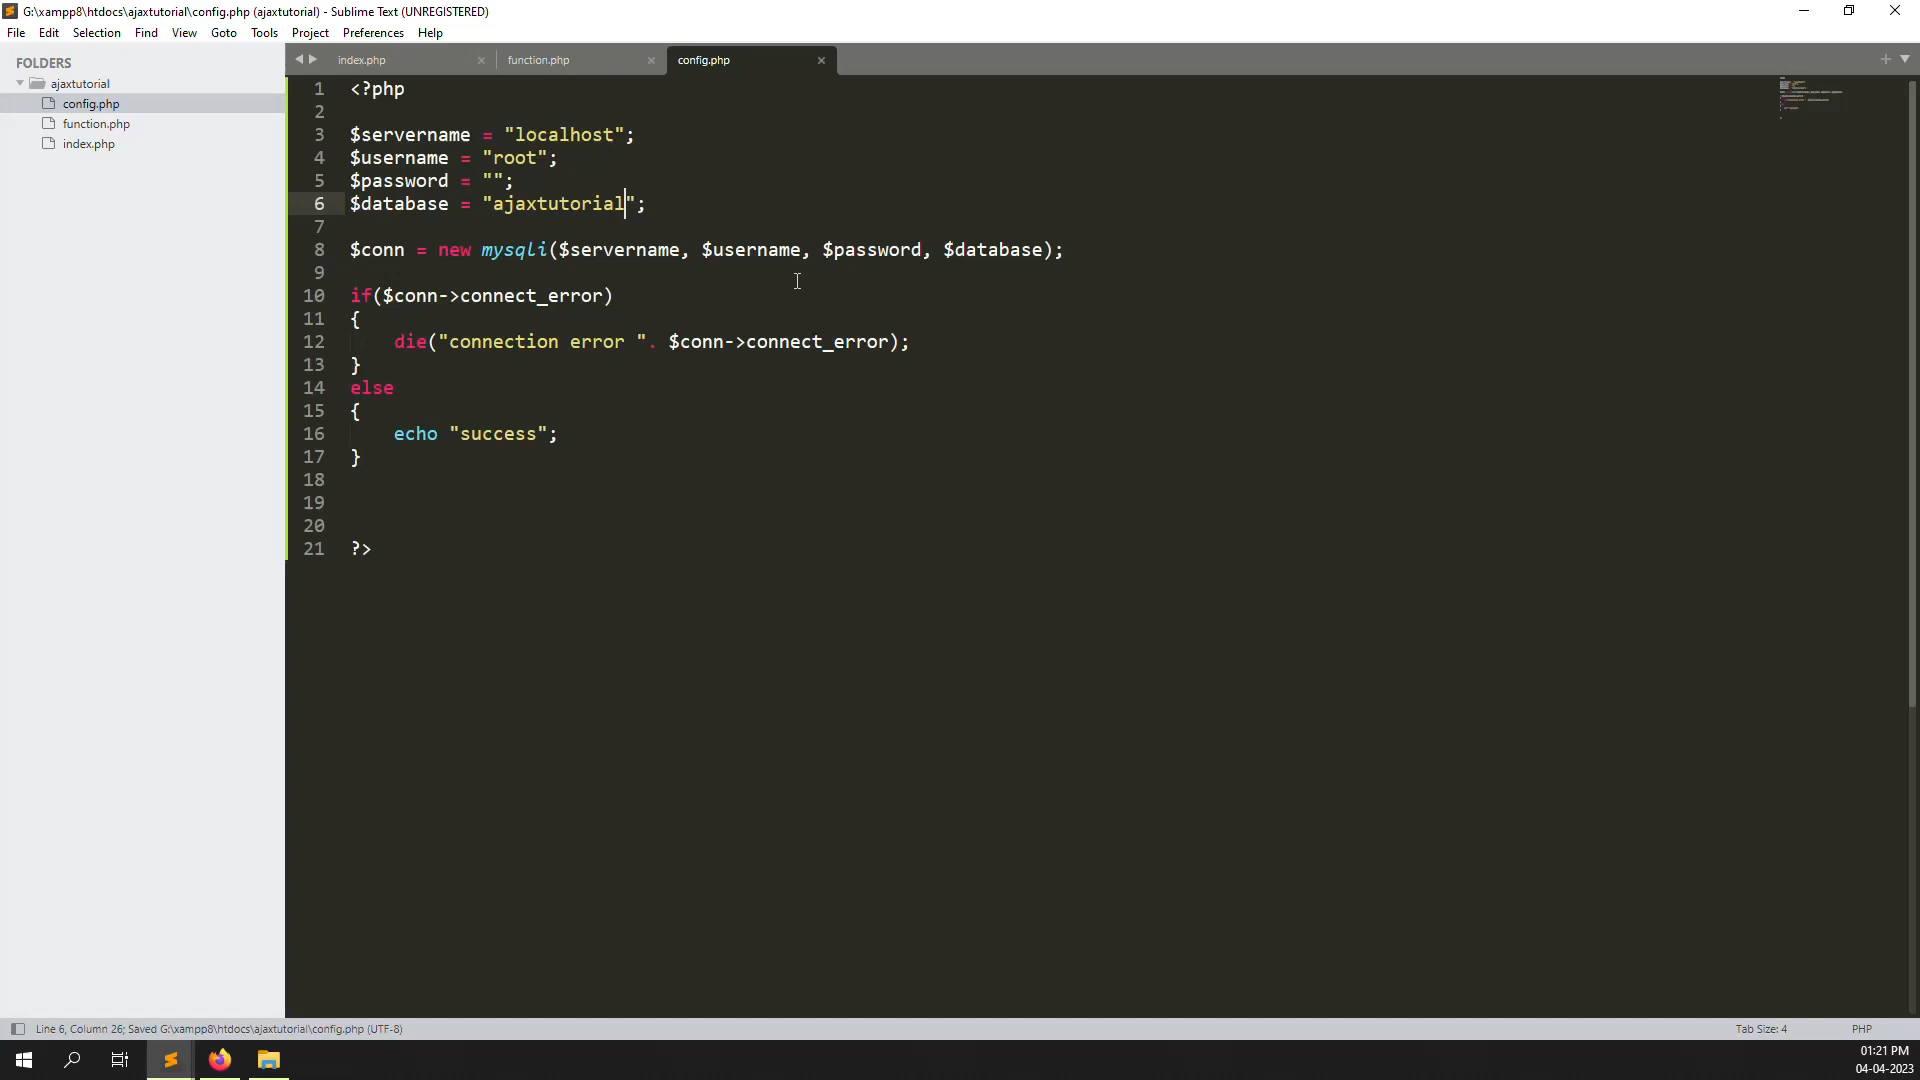 G:\xampp8\htdocs\ajaxtutorial\config.php (ajaxtutorial) - Sublime Text (UNREGISTERED)
File Edit Selection Find View Goto Tools Project Preferences Help
FOLDERS
ajaxtutorial
config.php
function.php
index.php
index.php function.php config.php
1 <?php
2
3 $servername = "localhost";
4 $username = "root";
5 $password = "";
6 $database = "ajaxtutorial";
7
8 $conn = new mysqli($servername, $username, $password, $database);
9
10 if($conn->connect_error)
11 {
12     die("connection error ". $conn->connect_error);
13 }
14 else
15 {
16     echo "success";
17 }
18
19
20
21 ?>
Line 6, Column 26; Saved G:\xampp8\htdocs\ajaxtutorial\config.php (UTF-8) Tab Size: 4 PHP
01:21 PM
04-04-2023